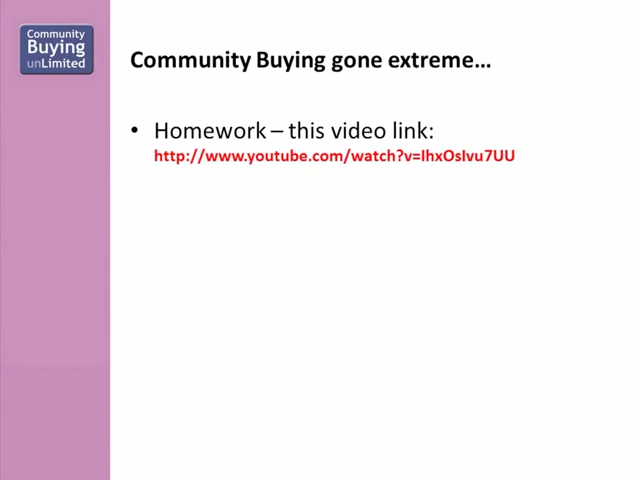 Community
Buying
unLimited
Community Buying gone extreme...
• Homework – this video link:
http://www.youtube.com/watch?v=IhxOsIvu7UU